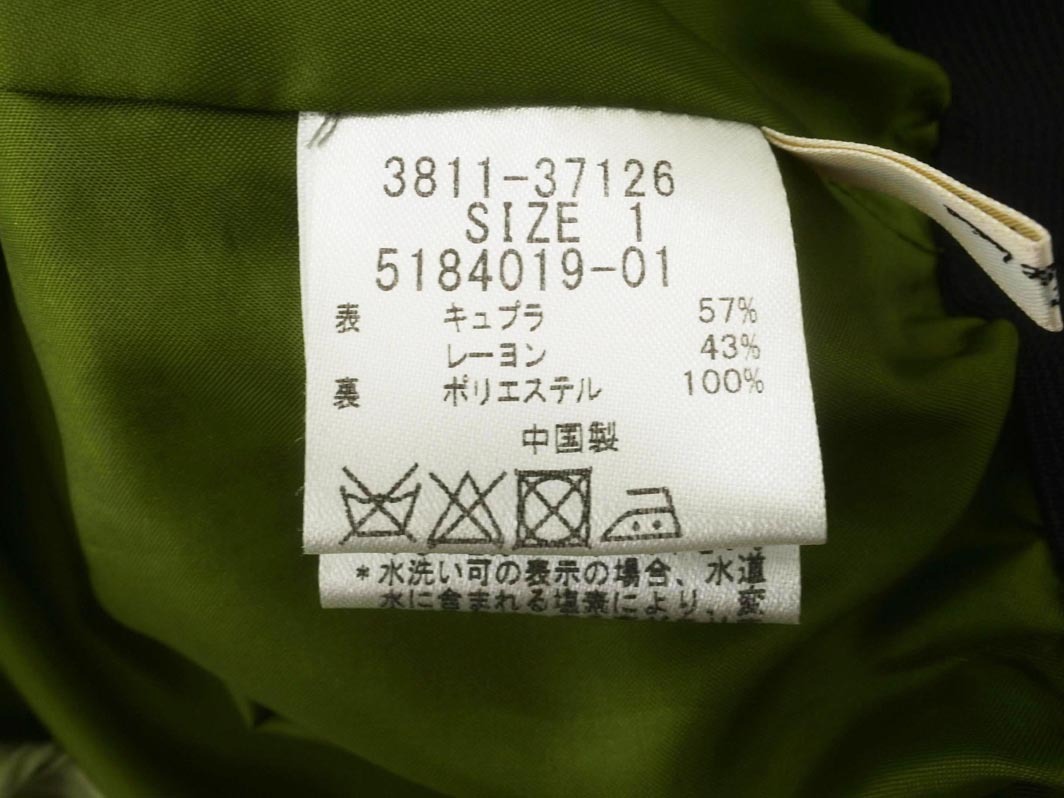 3811-37126
SIZE 1
5184019-01
表 キュプラ 57%
レーヨン 43%
裏 ポリエステル 100%
中国製
*水洗い可の表示の場合、水道
水に含まれる塩素により、変